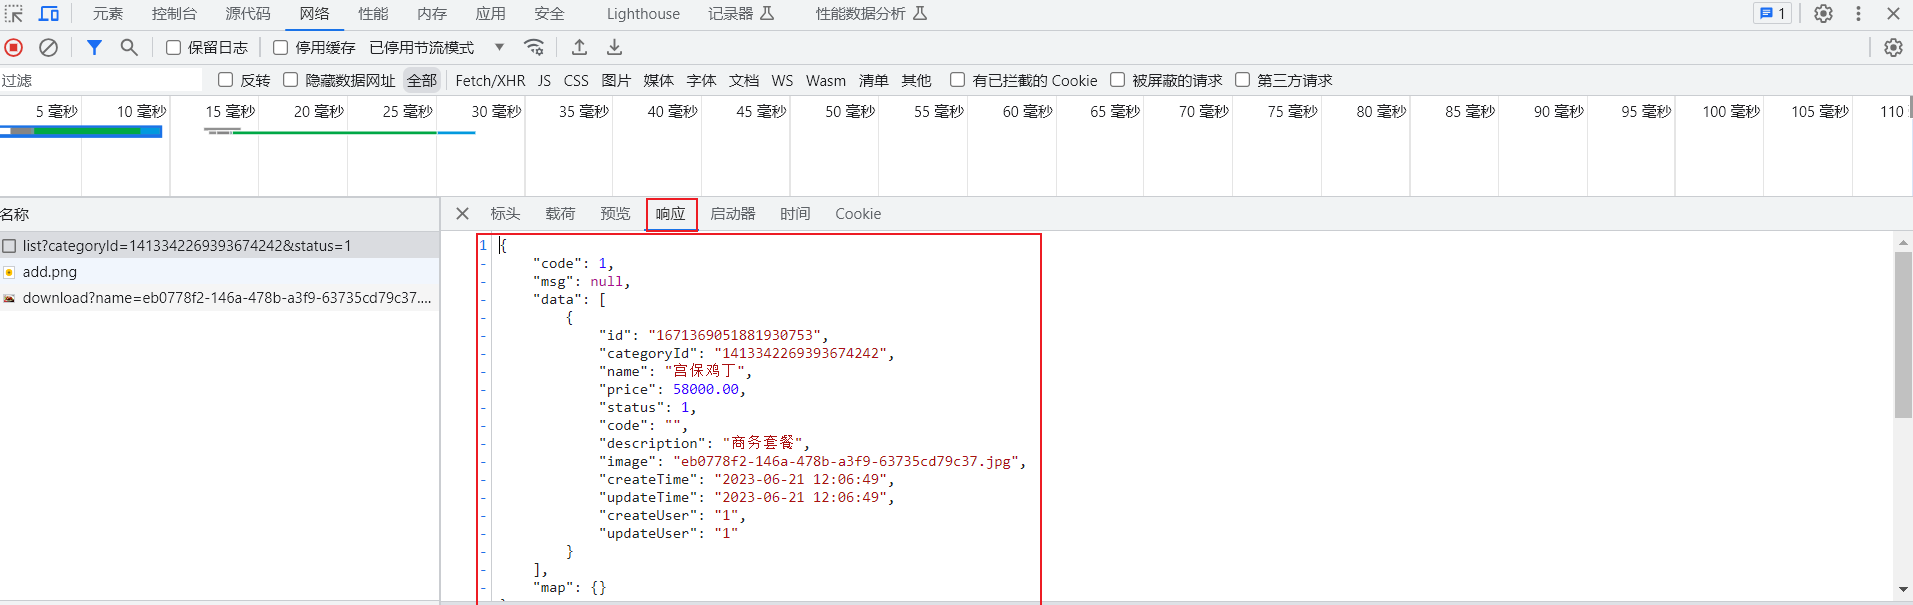 元素 控制台 源代码 网络 性能 内存 应用 安全 Lighthouse 记录器 性能数据分析 1
保留日志 停用缓存 已停用节流模式
过滤 反转 隐藏数据网址 全部 Fetch/XHR JS CSS 图片 媒体 字体 文档 WS Wasm 清单 其他 有已拦截的 Cookie 被屏蔽的请求 第三方请求
5 毫秒 10 毫秒 15 毫秒 20 毫秒 25 毫秒 30 毫秒 35 毫秒 40 毫秒 45 毫秒 50 毫秒 55 毫秒 60 毫秒 65 毫秒 70 毫秒 75 毫秒 80 毫秒 85 毫秒 90 毫秒 95 毫秒 100 毫秒 105 毫秒 110
名称
list?categoryId=1413342269393674242&status=1
add.png
download?name=eb0778f2-146a-478b-a3f9-63735cd79c37....
标头 载荷 预览 响应 启动器 时间 Cookie
1 {
- "code": 1,
- "msg": null,
- "data": [
- {
- "id": "1671369051881930753",
- "categoryId": "1413342269393674242",
- "name": "宫保鸡丁",
- "price": 58000.00,
- "status": 1,
- "code": "",
- "description": "商务套餐",
- "image": "eb0778f2-146a-478b-a3f9-63735cd79c37.jpg",
- "createTime": "2023-06-21 12:06:49",
- "updateTime": "2023-06-21 12:06:49",
- "createUser": "1",
- "updateUser": "1"
- }
- ],
- "map": {}